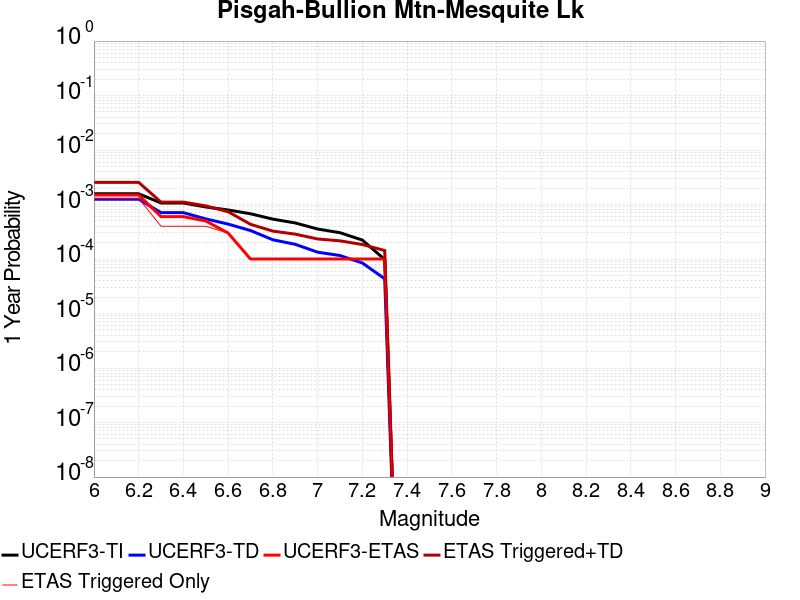 Pisgah-Bullion Mtn-Mesquite Lk
1 Year Probability
10^0
10^-1
10^-2
10^-3
10^-4
10^-5
10^-6
10^-7
10^-8
6 6.2 6.4 6.6 6.8 7 7.2 7.4 7.6 7.8 8 8.2 8.4 8.6 8.8 9
Magnitude
UCERF3-TI UCERF3-TD UCERF3-ETAS ETAS Triggered+TD
ETAS Triggered Only